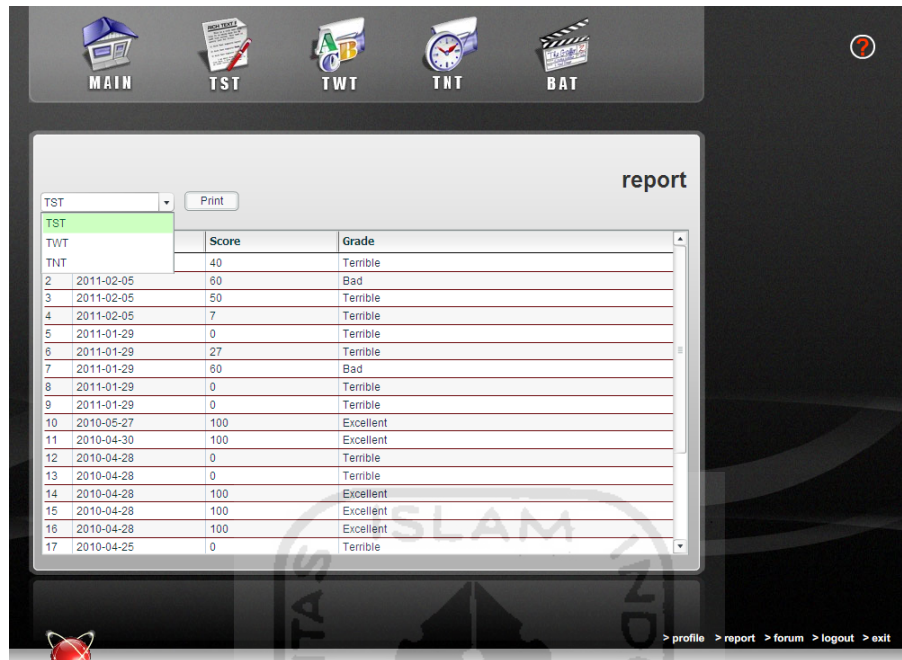 MAIN TST TWT TNT BAT
report
TST Print
TST
TWT
TNT
Score Grade
40 Terrible
2 2011-02-05 60 Bad
3 2011-02-05 50 Terrible
4 2011-02-05 7 Terrible
5 2011-01-29 0 Terrible
6 2011-01-29 27 Terrible
7 2011-01-29 60 Bad
8 2011-01-29 0 Terrible
9 2011-01-29 0 Terrible
10 2010-05-27 100 Excellent
11 2010-04-30 100 Excellent
12 2010-04-28 0 Terrible
13 2010-04-28 0 Terrible
14 2010-04-28 100 Excellent
15 2010-04-28 100 Excellent
16 2010-04-28 100 Excellent
17 2010-04-25 0 Terrible
ISLAM
> profile > report > forum > logout > exit